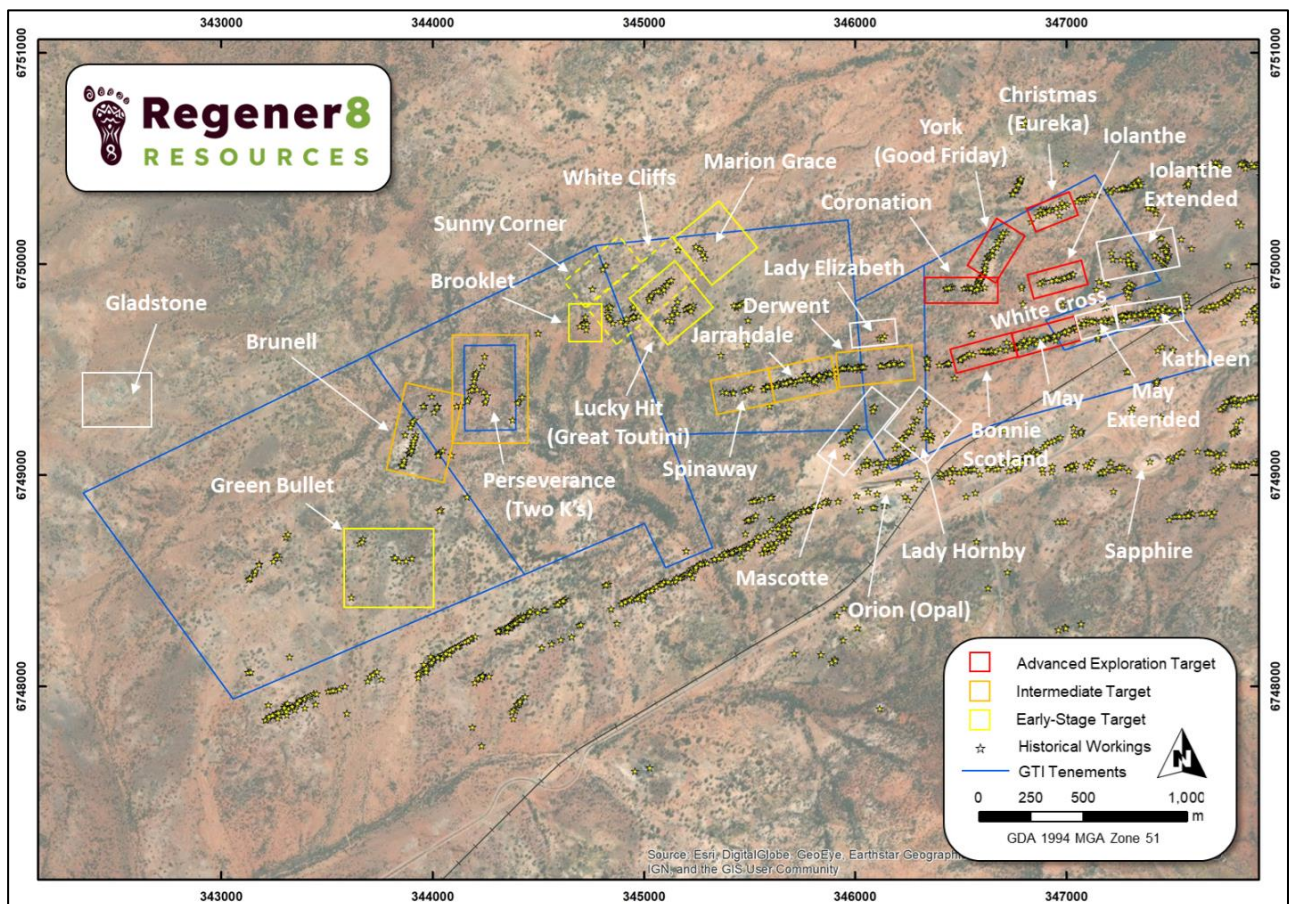 343000
344000
345000
346000
347000
6751000
6751000
Regener8
RESOURCES
Christmas
(Eureka)
York
(Good Friday)
Iolanthe
Marion Grace
White Cliffs
Iolanthe
Extended
Coronation
Sunny Corner
6750000
6750000
Brooklet
Lady Elizabeth
Gladstone
Derwent
White Cross
Brunell
Jarrahdale
Kathleen
Lucky Hit
(Great Toutini)
May
May
Extended
Spinaway
Bonnie
Scotland
Perseverance
(Two K's)
6749000
6749000
Green Bullet
Mascotte
Lady Hornby
Sapphire
Orion (Opal)
6748000
6748000
Advanced Exploration Target
Intermediate Target
Early-Stage Target
Historical Workings
GTI Tenements
N
0 250 500 1,000
m
GDA 1994 MGA Zone 51
Source: Esri, DigitalGlobe, GeoEye, Earthstar Geographi
IGN, and the GIS User Community
343000
344000
345000
346000
347000